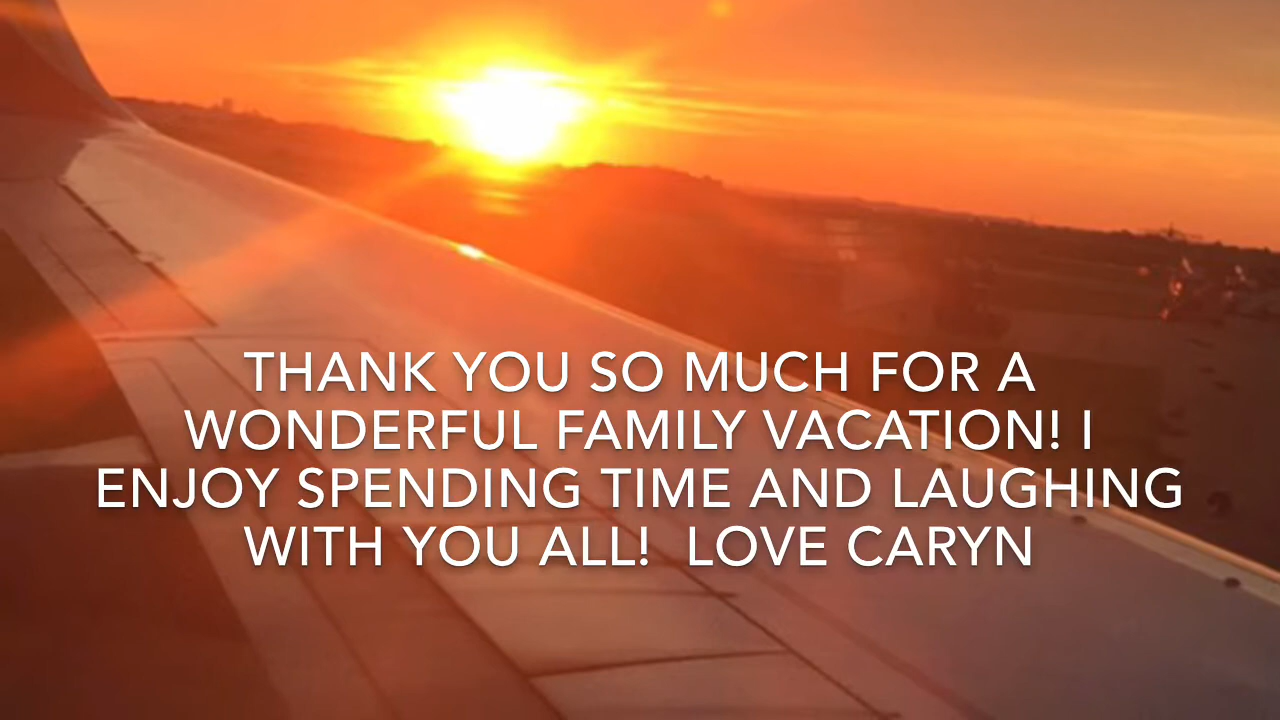 THANK YOU SO MUCH FOR A
WONDERFUL FAMILY VACATION! I
ENJOY SPENDING TIME AND LAUGHING
WITH YOU ALL!  LOVE CARYN